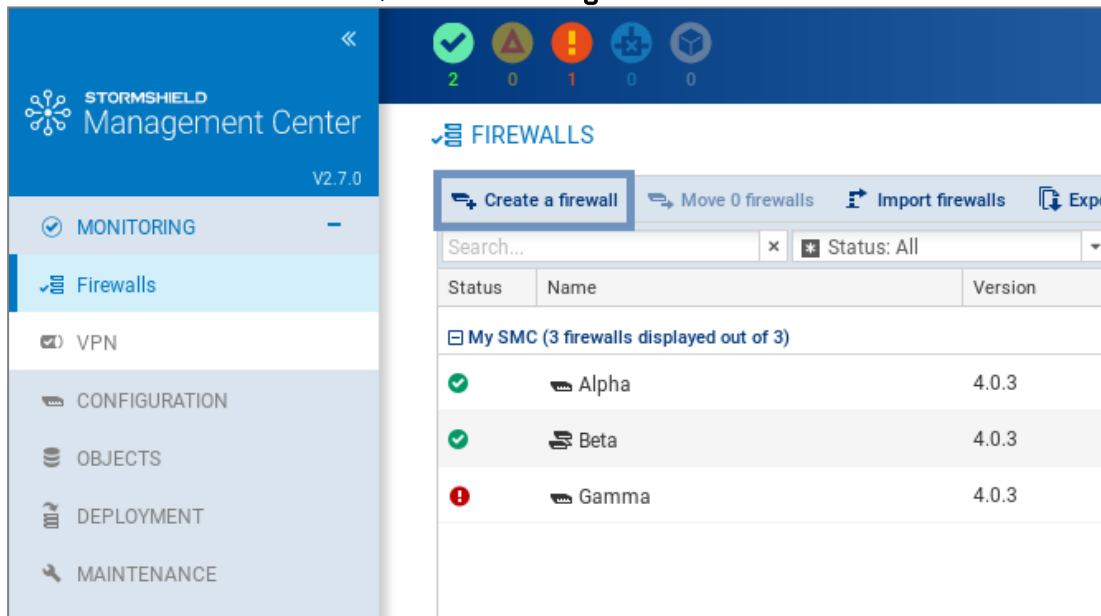 «
STORMSHIELD
Management Center
V2.7.0
MONITORING −
Firewalls
VPN
CONFIGURATION
OBJECTS
DEPLOYMENT
MAINTENANCE
2 0 1 0 0
FIREWALLS
Create a firewall Move 0 firewalls Import firewalls Expo
Search... × Status: All
Status Name Version
My SMC (3 firewalls displayed out of 3)
Alpha 4.0.3
Beta 4.0.3
Gamma 4.0.3